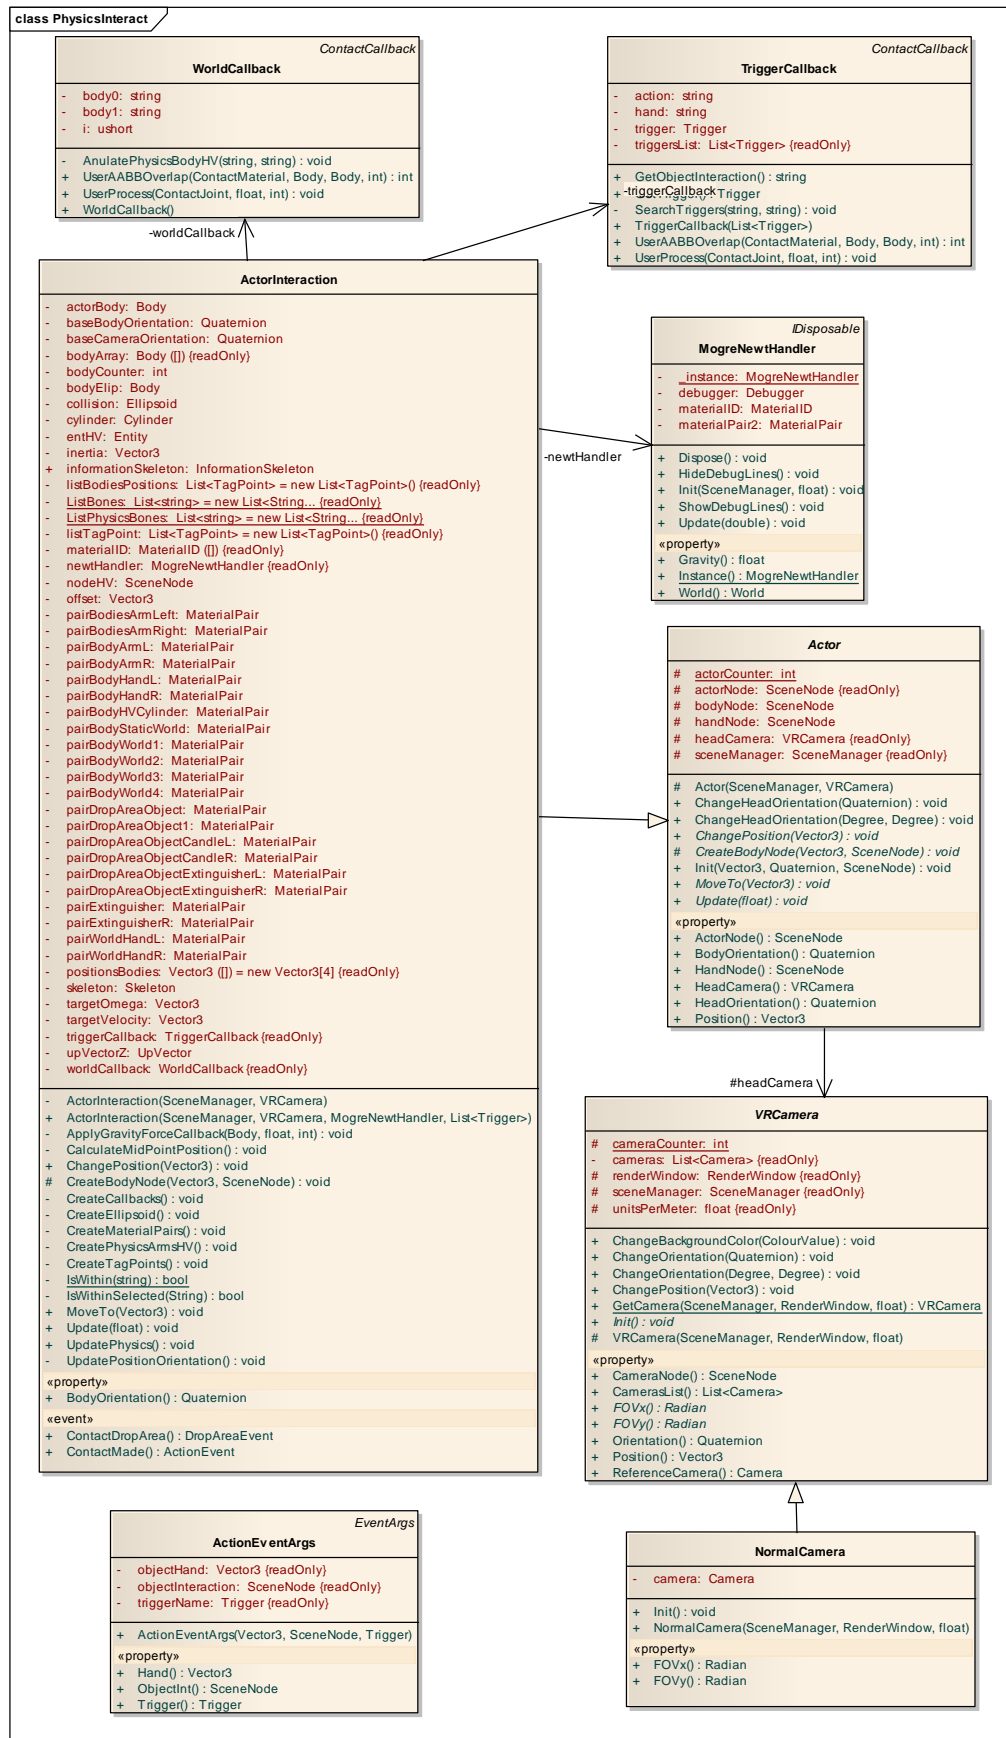 class PhysicsInteract
ContactCallback
WorldCallback
- body0: string
- body1: string
- i: ushort
- AnulatePhysicsBodyHV(string, string) : void
+ UserAABBOverlap(ContactMaterial, Body, Body, int) : int
+ UserProcess(ContactJoint, float, int) : void
+ WorldCallback()
ContactCallback
TriggerCallback
- action: string
- hand: string
- trigger: Trigger
- triggersList: List<Trigger> {readOnly}
+ GetObjectInteraction() : string
+ : Trigger
-triggerCallback
- SearchTriggers(string, string) : void
+ TriggerCallback(List<Trigger>)
+ UserAABBOverlap(ContactMaterial, Body, Body, int) : int
+ UserProcess(ContactJoint, float, int) : void
-worldCallback
ActorInteraction
- actorBody: Body
- baseBodyOrientation: Quaternion
- baseCameraOrientation: Quaternion
- bodyArray: Body ([]) {readOnly}
- bodyCounter: int
- bodyElip: Body
- collision: Ellipsoid
- cylinder: Cylinder
- entHV: Entity
- inertia: Vector3
+ informationSkeleton: InformationSkeleton
- listBodiesPositions: List<TagPoint> = new List<TagPoint>() {readOnly}
- ListBones: List<string> = new List<String... {readOnly}
- ListPhysicsBones: List<string> = new List<String... {readOnly}
- listTagPoint: List<TagPoint> = new List<TagPoint>() {readOnly}
- materialID: MaterialID ([]) {readOnly}
- newtHandler: MogreNewtHandler {readOnly}
- nodeHV: SceneNode
- offset: Vector3
- pairBodiesArmLeft: MaterialPair
- pairBodiesArmRight: MaterialPair
- pairBodyArmL: MaterialPair
- pairBodyArmR: MaterialPair
- pairBodyHandL: MaterialPair
- pairBodyHandR: MaterialPair
- pairBodyHVCylinder: MaterialPair
- pairBodyStaticWorld: MaterialPair
- pairBodyWorld1: MaterialPair
- pairBodyWorld2: MaterialPair
- pairBodyWorld3: MaterialPair
- pairBodyWorld4: MaterialPair
- pairDropAreaObject: MaterialPair
- pairDropAreaObject1: MaterialPair
- pairDropAreaObjectCandleL: MaterialPair
- pairDropAreaObjectCandleR: MaterialPair
- pairDropAreaObjectExtinguisherL: MaterialPair
- pairDropAreaObjectExtinguisherR: MaterialPair
- pairExtinguisher: MaterialPair
- pairExtinguisherR: MaterialPair
- pairWorldHandL: MaterialPair
- pairWorldHandR: MaterialPair
- positionsBodies: Vector3 ([]) = new Vector3[4] {readOnly}
- skeleton: Skeleton
- targetOmega: Vector3
- targetVelocity: Vector3
- triggerCallback: TriggerCallback {readOnly}
- upVectorZ: UpVector
- worldCallback: WorldCallback {readOnly}
- ActorInteraction(SceneManager, VRCamera)
+ ActorInteraction(SceneManager, VRCamera, MogreNewtHandler, List<Trigger>)
- ApplyGravityForceCallback(Body, float, int) : void
- CalculateMidPointPosition() : void
+ ChangePosition(Vector3) : void
# CreateBodyNode(Vector3, SceneNode) : void
- CreateCallbacks() : void
- CreateEllipsoid() : void
- CreateMaterialPairs() : void
- CreatePhysicsArmsHV() : void
- CreateTagPoints() : void
- IsWithin(string) : bool
- IsWithinSelected(String) : bool
+ MoveTo(Vector3) : void
+ Update(float) : void
+ UpdatePhysics() : void
- UpdatePositionOrientation() : void
«property»
+ BodyOrientation() : Quaternion
«event»
+ ContactDropArea() : DropAreaEvent
+ ContactMade() : ActionEvent
-newtHandler
IDisposable
MogreNewtHandler
- _instance: MogreNewtHandler
- debugger: Debugger
- materialID: MaterialID
- materialPair2: MaterialPair
+ Dispose() : void
+ HideDebugLines() : void
+ Init(SceneManager, float) : void
+ ShowDebugLines() : void
+ Update(double) : void
«property»
+ Gravity() : float
+ Instance() : MogreNewtHandler
+ World() : World
Actor
# actorCounter: int
# actorNode: SceneNode {readOnly}
# bodyNode: SceneNode
# handNode: SceneNode
# headCamera: VRCamera {readOnly}
# sceneManager: SceneManager {readOnly}
# Actor(SceneManager, VRCamera)
+ ChangeHeadOrientation(Quaternion) : void
+ ChangeHeadOrientation(Degree, Degree) : void
+ ChangePosition(Vector3) : void
# CreateBodyNode(Vector3, SceneNode) : void
+ Init(Vector3, Quaternion, SceneNode) : void
+ MoveTo(Vector3) : void
+ Update(float) : void
«property»
+ ActorNode() : SceneNode
+ BodyOrientation() : Quaternion
+ HandNode() : SceneNode
+ HeadCamera() : VRCamera
+ HeadOrientation() : Quaternion
+ Position() : Vector3
#headCamera
VRCamera
# cameraCounter: int
- cameras: List<Camera> {readOnly}
# renderWindow: RenderWindow {readOnly}
# sceneManager: SceneManager {readOnly}
# unitsPerMeter: float {readOnly}
+ ChangeBackgroundColor(ColourValue) : void
+ ChangeOrientation(Quaternion) : void
+ ChangeOrientation(Degree, Degree) : void
+ ChangePosition(Vector3) : void
+ GetCamera(SceneManager, RenderWindow, float) : VRCamera
+ Init() : void
# VRCamera(SceneManager, RenderWindow, float)
«property»
+ CameraNode() : SceneNode
+ CamerasList() : List<Camera>
+ FOVx() : Radian
+ FOVy() : Radian
+ Orientation() : Quaternion
+ Position() : Vector3
+ ReferenceCamera() : Camera
EventArgs
ActionEventArgs
- objectHand: Vector3 {readOnly}
- objectInteraction: SceneNode {readOnly}
- triggerName: Trigger {readOnly}
+ ActionEventArgs(Vector3, SceneNode, Trigger)
«property»
+ Hand() : Vector3
+ ObjectInt() : SceneNode
+ Trigger() : Trigger
NormalCamera
- camera: Camera
+ Init() : void
+ NormalCamera(SceneManager, RenderWindow, float)
«property»
+ FOVx() : Radian
+ FOVy() : Radian